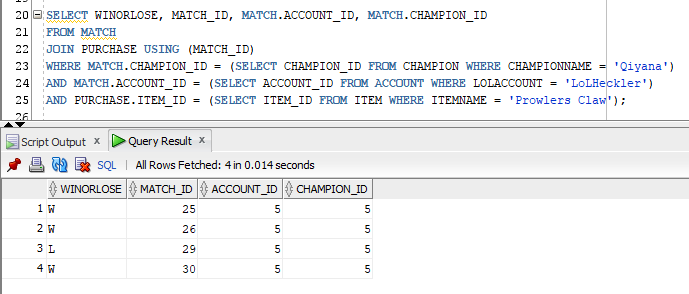 19
20 SELECT WINORLOSE, MATCH_ID, MATCH.ACCOUNT_ID, MATCH.CHAMPION_ID
21 FROM MATCH
22 JOIN PURCHASE USING (MATCH_ID)
23 WHERE MATCH.CHAMPION_ID = (SELECT CHAMPION_ID FROM CHAMPION WHERE CHAMPIONNAME = 'Qiyana')
24 AND MATCH.ACCOUNT_ID = (SELECT ACCOUNT_ID FROM ACCOUNT WHERE LOLACCOUNT = 'LoLHeckler')
25 AND PURCHASE.ITEM_ID = (SELECT ITEM_ID FROM ITEM WHERE ITEMNAME = 'Prowlers Claw');
26
Script Output x Query Result x
SQL | All Rows Fetched: 4 in 0.014 seconds
WINORLOSE MATCH_ID ACCOUNT_ID CHAMPION_ID
1 W 25 5 5
2 W 26 5 5
3 L 29 5 5
4 W 30 5 5